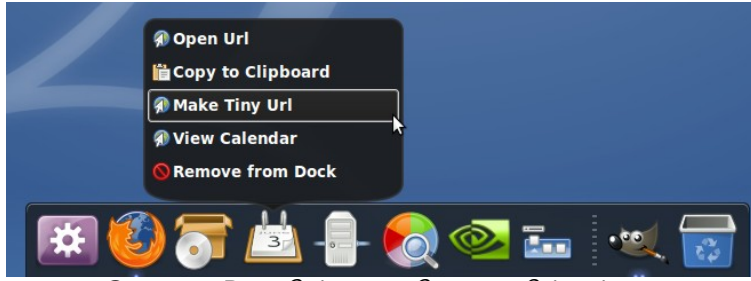 Open Url
Copy to Clipboard
Make Tiny Url
View Calendar
Remove from Dock
3